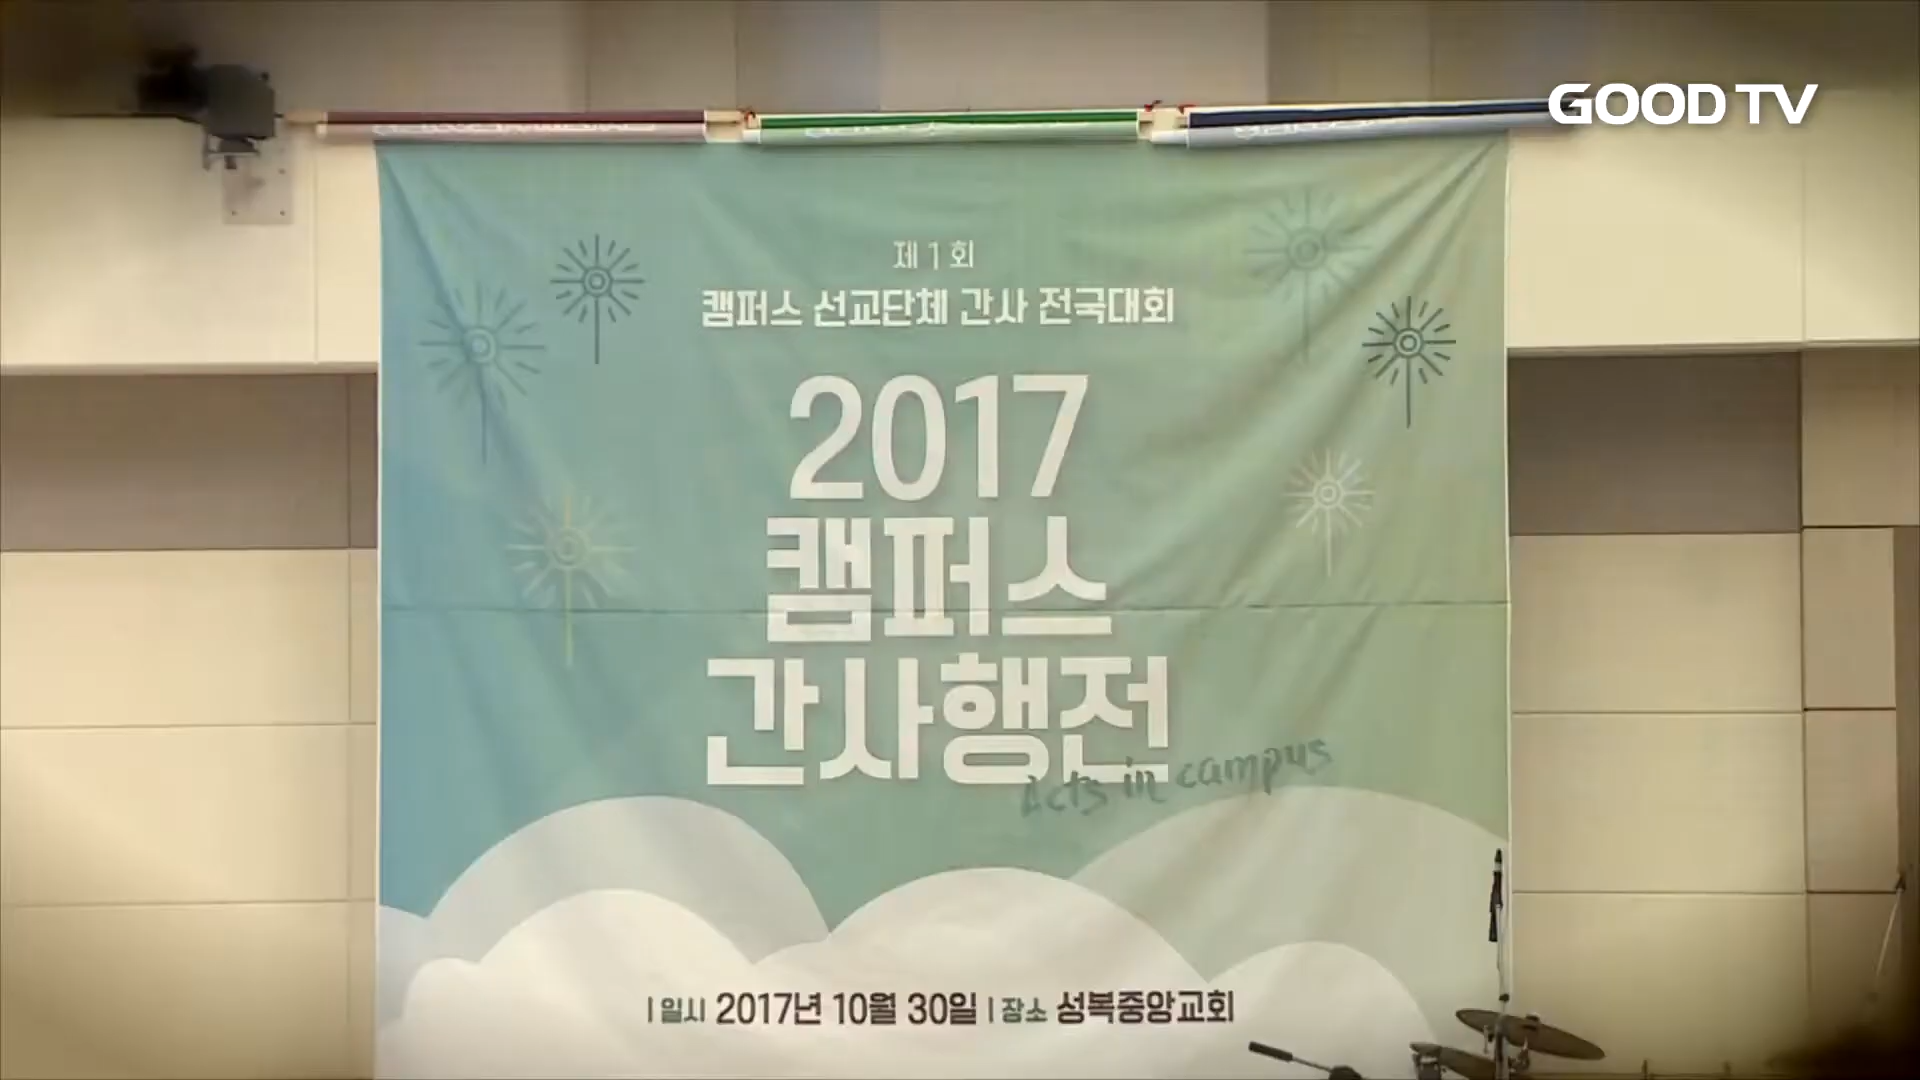 GOOD TV
제 1 회
캠퍼스 선교단체 간사 전국대회
2017
캠퍼스
간사행전
Acts in campus
| 일시 2017년 10월 30일 | 장소 성복중앙교회